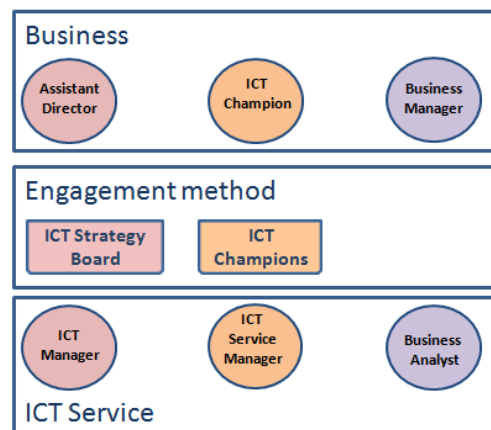 Business
Assistant
Director
ICT
Champion
Business
Manager
Engagement method
ICT Strategy
Board
ICT
Champions
ICT
Manager
ICT
Service
Manager
Business
Analyst
ICT Service